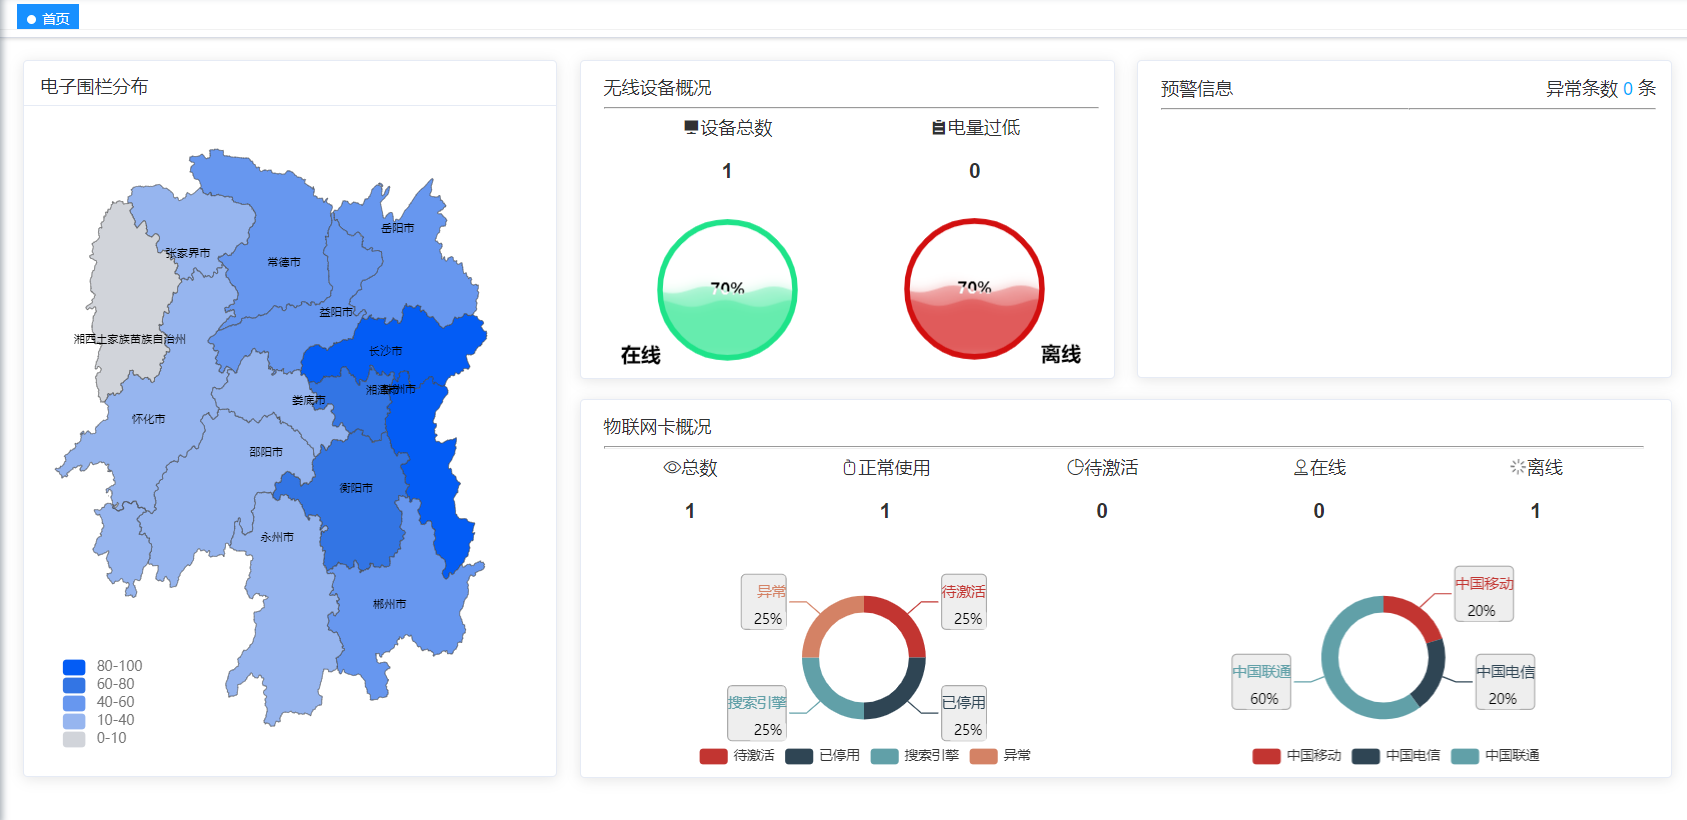 首页
电子围栏分布
岳阳市
张家界市
常德市
益阳市
湘西土家族苗族自治州
长沙市
湘潭市
株洲市
娄底市
怀化市
邵阳市
衡阳市
永州市
郴州市
80-100
60-80
40-60
10-40
0-10
无线设备概况
设备总数 电量过低
1 0
70% 70%
在线 离线
预警信息 异常条数 0 条
物联网卡概况
总数 正常使用 待激活 在线 离线
1 1 0 0 1
异常
25%
待激活
25%
搜索引擎
25%
已停用
25%
待激活 已停用 搜索引擎 异常
中国移动
20%
中国联通
60%
中国电信
20%
中国移动 中国电信 中国联通